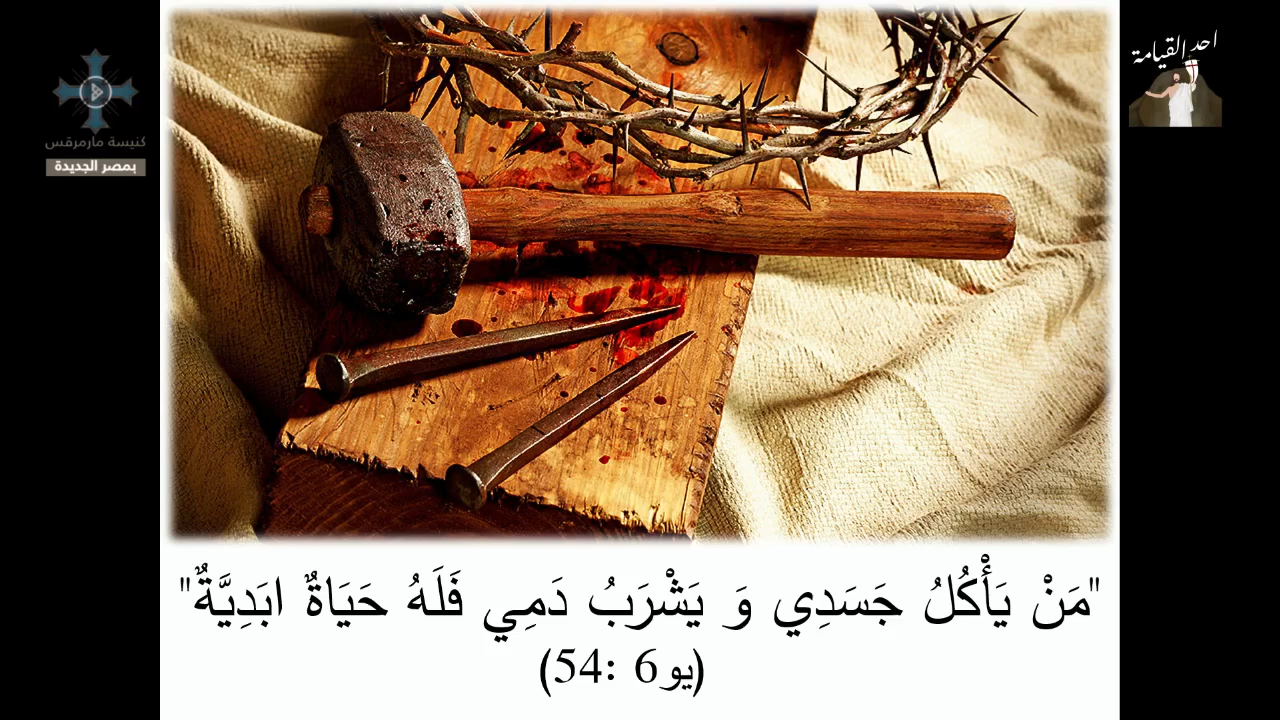 احد القيامة
كنيسة مارمرقس
بمصر الجديدة
"مَنْ يَأْكُلُ جَسَدِي وَ يَشْرَبُ دَمِي فَلَهُ حَيَاةٌ ابَدِيَّةٌ"
(يو6 :54)